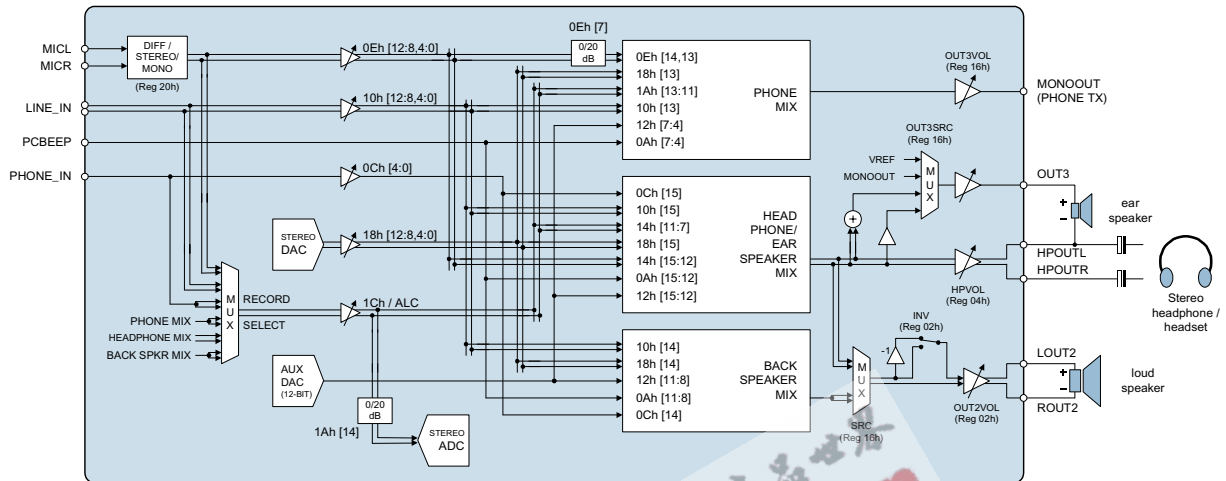 MICL
MICR
LINE_IN
PCBEEP
PHONE_IN
DIFF /
STEREO/
MONO
(Reg 20h)
0Eh [12:8,4:0]
10h [12:8,4:0]
0Ch [4:0]
STEREO
DAC
18h [12:8,4:0]
MUX
RECORD
SELECT
PHONE MIX
HEADPHONE MIX
BACK SPKR MIX
1Ch / ALC
AUX
DAC
(12-BIT)
0/20
dB
1Ah [14]
STEREO
ADC
0Eh [7]
0/20
dB
0Eh [14,13]
18h [13]
1Ah [13:11]
10h [13]
12h [7:4]
0Ah [7:4]
PHONE
MIX
0Ch [15]
10h [15]
14h [11:7]
18h [15]
14h [15:12]
0Ah [15:12]
12h [15:12]
HEAD
PHONE/
EAR
SPEAKER
MIX
10h [14]
18h [14]
12h [11:8]
0Ah [11:8]
0Ch [14]
BACK
SPEAKER
MIX
OUT3VOL
(Reg 16h)
MONOOUT
(PHONE TX)
OUT3SRC
(Reg 16h)
VREF
MONOOUT
MUX
+
OUT3
+
−
ear
speaker
HPOUTL
HPOUTR
HPVOL
(Reg 04h)
Stereo
headphone /
headset
INV
(Reg 02h)
-1
MUX
SRC
(Reg 16h)
OUT2VOL
(Reg 02h)
LOUT2
+
−
ROUT2
loud
speaker